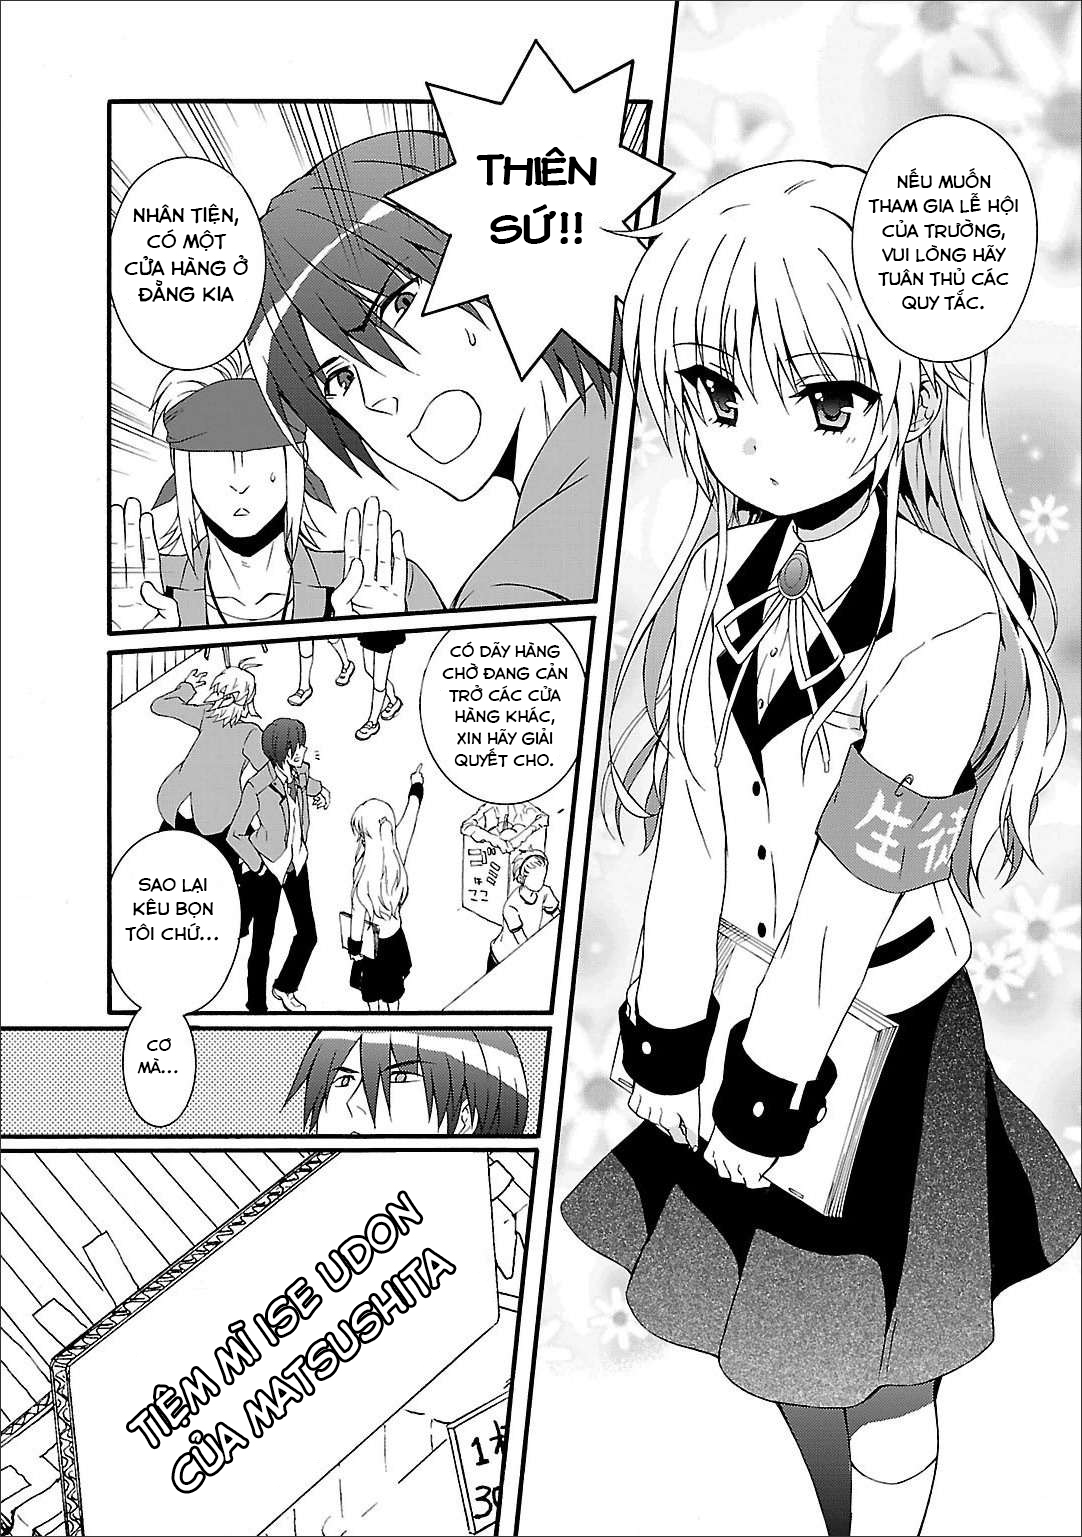 NẾU MUỐN
THAM GIA LỄ HỘI
CỦA TRƯỜNG,
VUI LÒNG HÃY
TUÂN THỦ CÁC
QUY TẮC.
生徒
THIÊN
SỨ!!
NHÂN TIỆN,
CÓ MỘT
CỬA HÀNG Ở
ĐẰNG KIA
CÓ DÃY HÀNG
CHỜ ĐANG CẢN
TRỞ CÁC CỬA
HÀNG KHÁC,
XIN HÃY GIẢI
QUYẾT CHO.
SAO LẠI
KÊU BỌN
TÔI CHỨ...
CƠ
MÀ...
TIỆM MÌ ISE UDON
CỦA MATSUSHITA
1
30